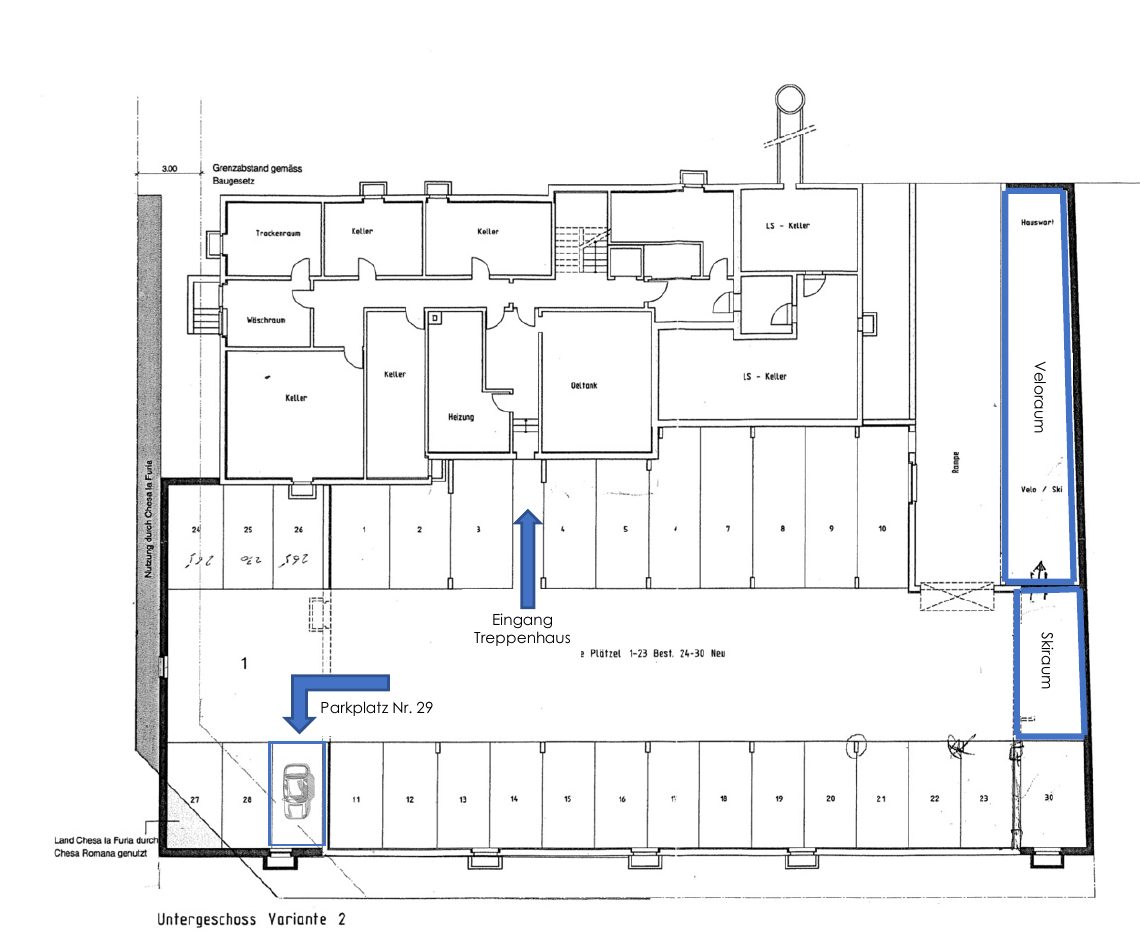 3.00
Grenzabstand gemäss
Baugesetz
Trockenraum
Keller
Keller
LS - Keller
Hauswart
Wäschraum
Keller
Keller
Heizung
Oeltank
LS - Keller
Veloraum
Rampe
Velo / Ski
Nutzung durch Chesa la Furia
24 25 26 1 2 3 4 5 7 8 9 10
265 230 265
Eingang
Treppenhaus
e Plätzel 1-23 Best. 24-30 Neu
1
Skiraum
Parkplatz Nr. 29
27 28 11 12 13 14 15 16 18 19 20 21 22 23 30
Land Chesa la Furia durch
Chesa Romana genutzt
Untergeschoss Variante 2